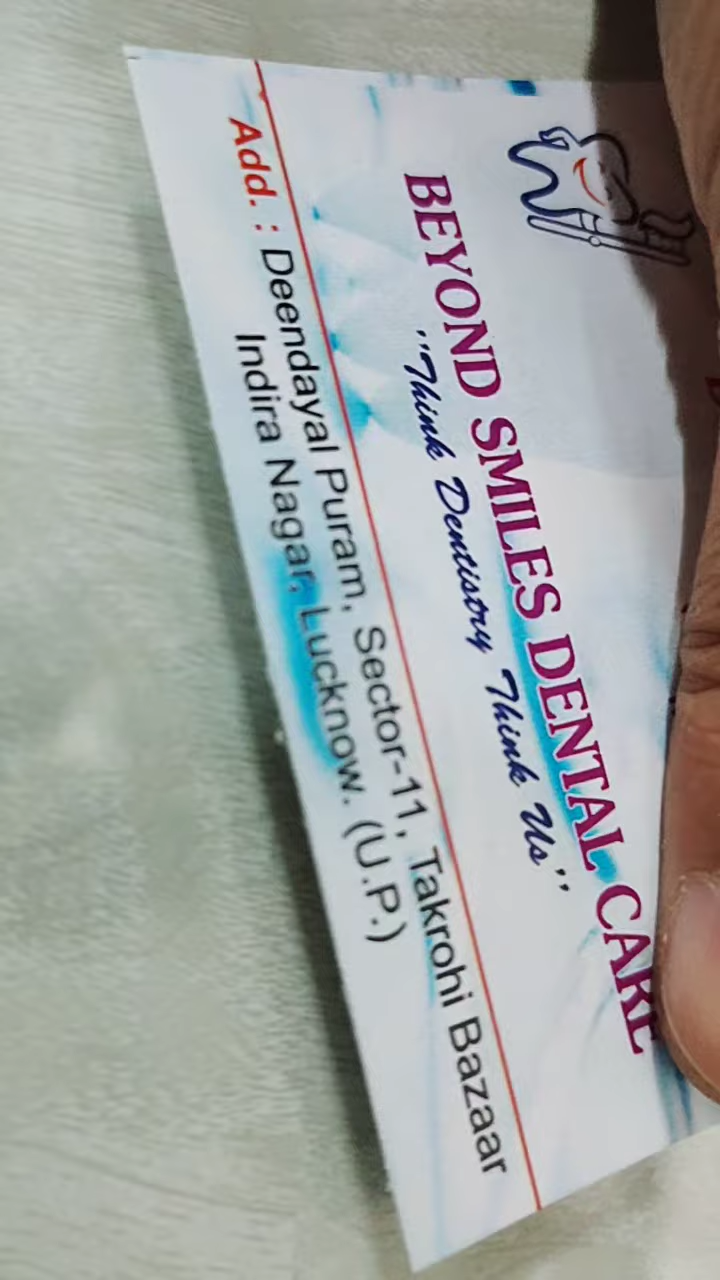 BEYOND SMILES DENTAL CARE
"Think Dentistry Think Us"
Add. : Deendayal Puram, Sector-11, Takrohi Bazaar
Indira Nagar, Lucknow. (U.P.)